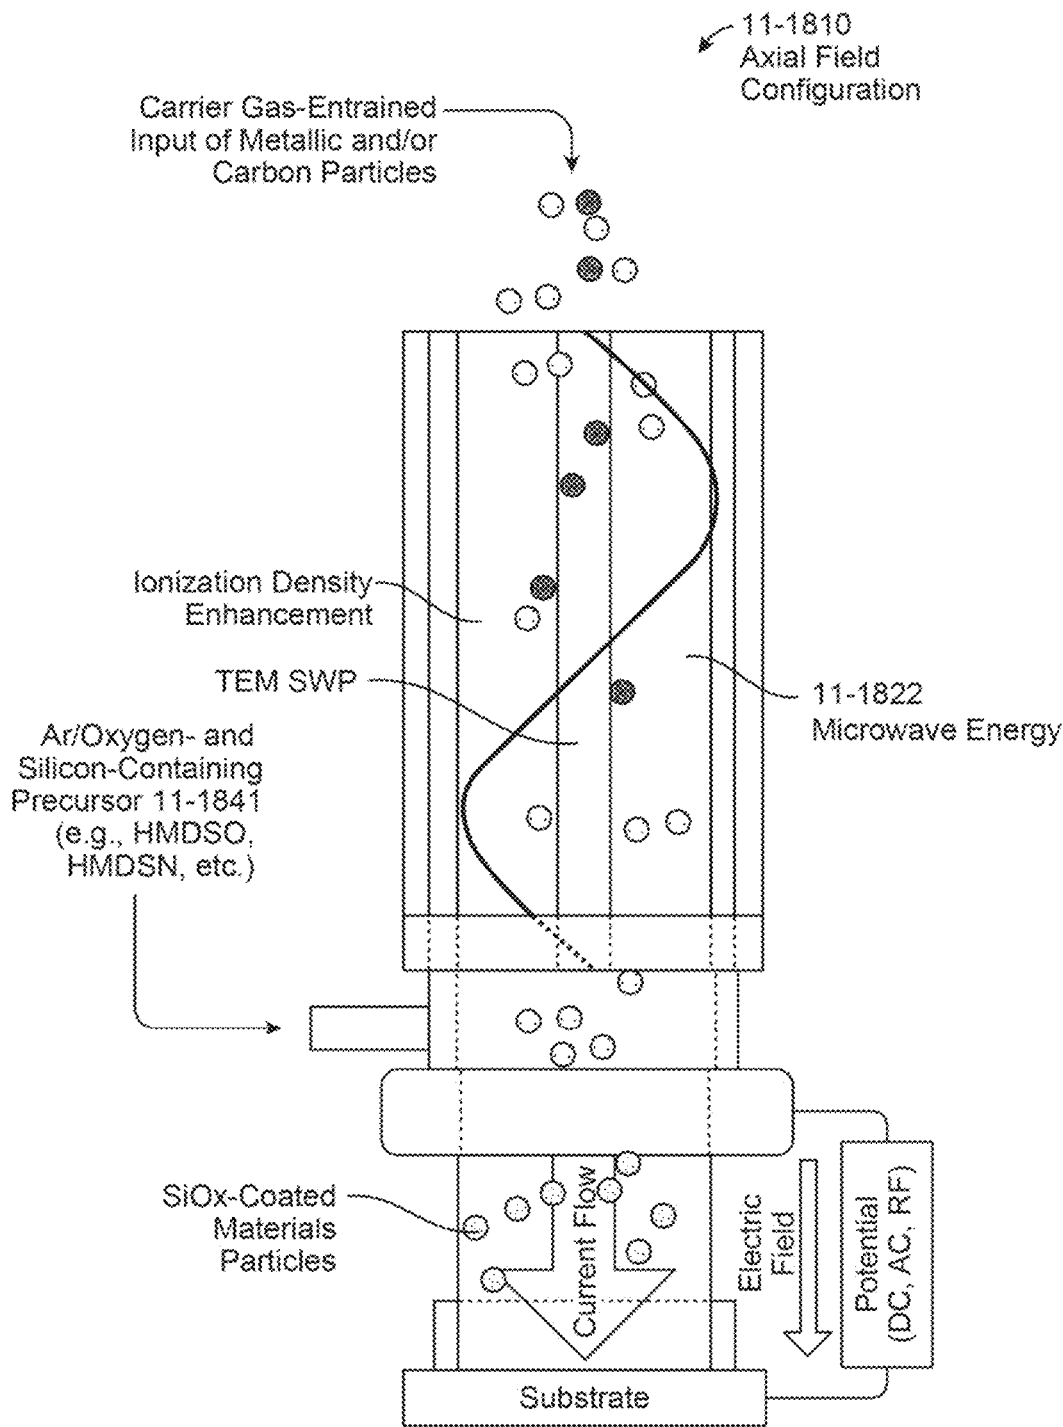 11-1810
Axial Field
Configuration
Carrier Gas-Entrained
Input of Metallic and/or
Carbon Particles
Ionization Density
Enhancement
TEM SWP
11-1822
Microwave Energy
Ar/Oxygen- and
Silicon-Containing
Precursor 11-1841
(e.g., HMDSO,
HMDSN, etc.)
SiOx-Coated
Materials
Particles
Current Flow
Electric
Field
Potential
(DC, AC, RF)
Substrate